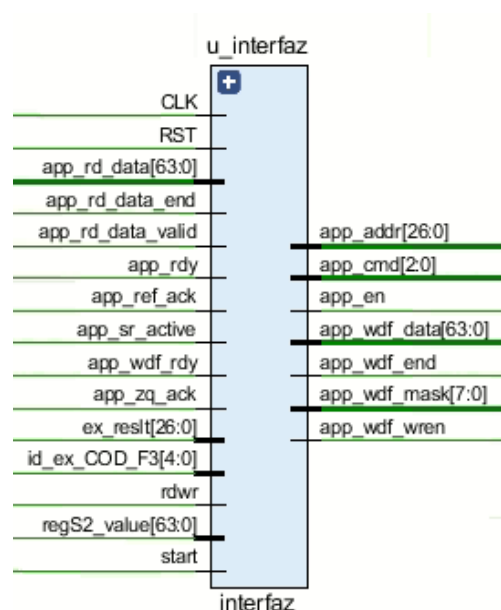 u_interfaz
CLK
RST
app_rd_data[63:0]
app_rd_data_end
app_rd_data_valid
app_rdy
app_ref_ack
app_sr_active
app_wdf_rdy
app_zq_ack
ex_reslt[26:0]
id_ex_COD_F3[4:0]
rdwr
regS2_value[63:0]
start
app_addr[26:0]
app_cmd[2:0]
app_en
app_wdf_data[63:0]
app_wdf_end
app_wdf_mask[7:0]
app_wdf_wren
interfaz